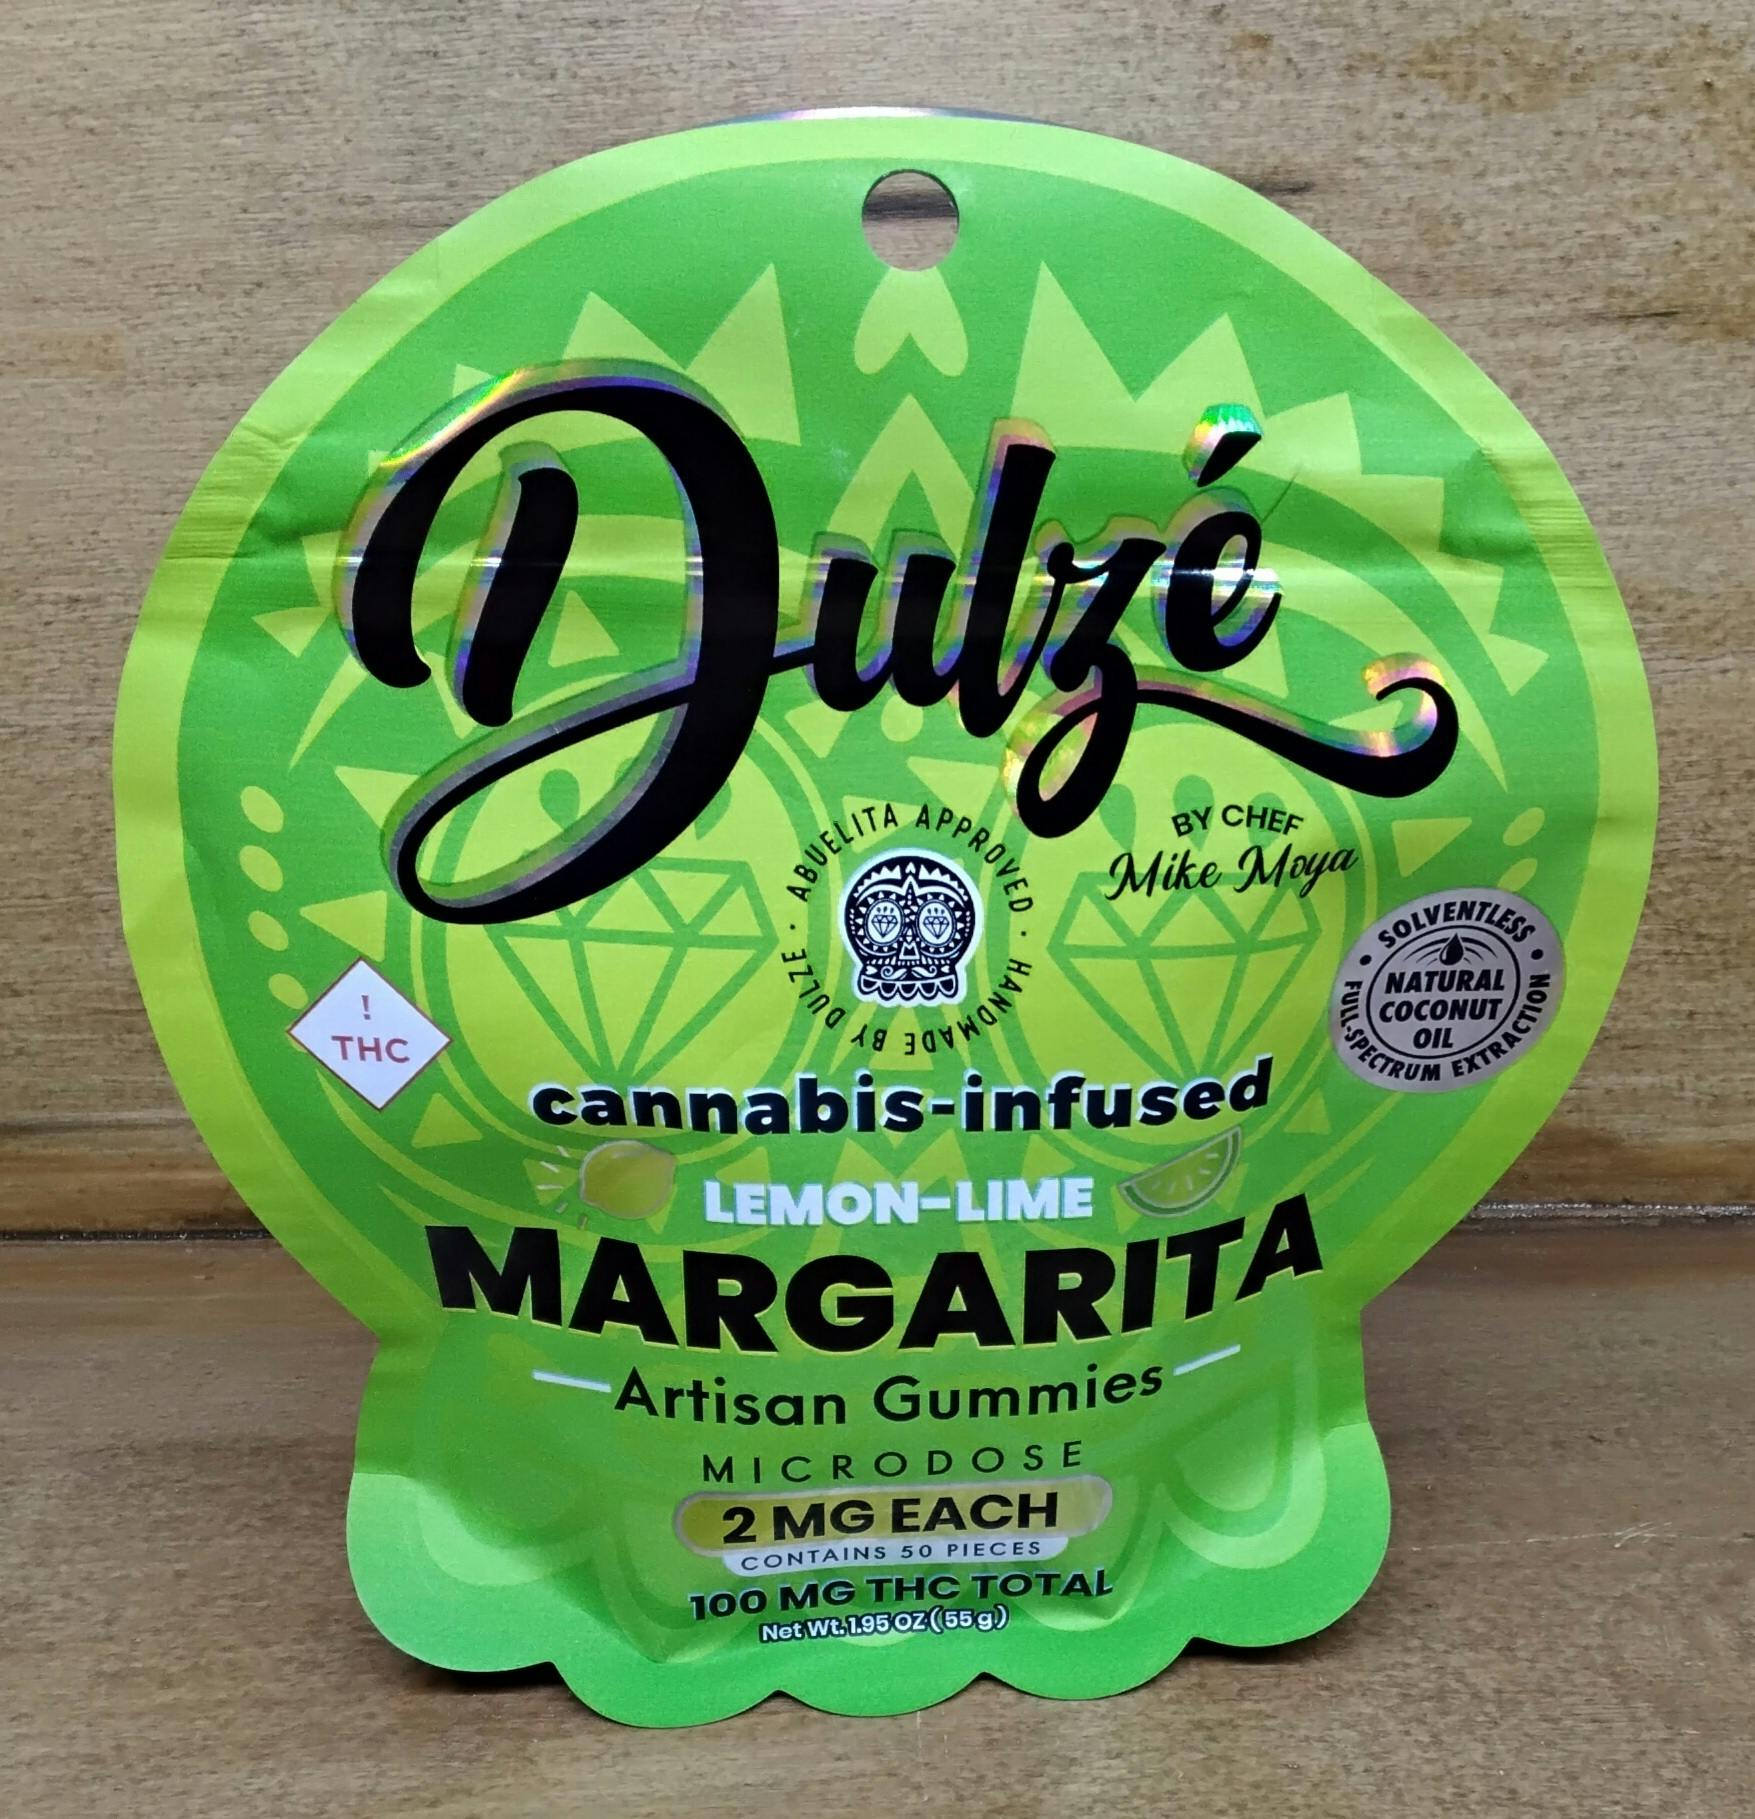 Dulzé
BY CHEF
Mike Moya
ABUELITA APPROVED · HANDMADE BY DULZE ·
· SOLVENTLESS ·
FULL-SPECTRUM EXTRACTION
NATURAL
COCONUT
OIL
!
THC
cannabis-infused
LEMON-LIME
MARGARITA
Artisan Gummies
MICRODOSE
2 MG EACH
CONTAINS 50 PIECES
100 MG THC TOTAL
Net Wt. 1.95 OZ (55 g)